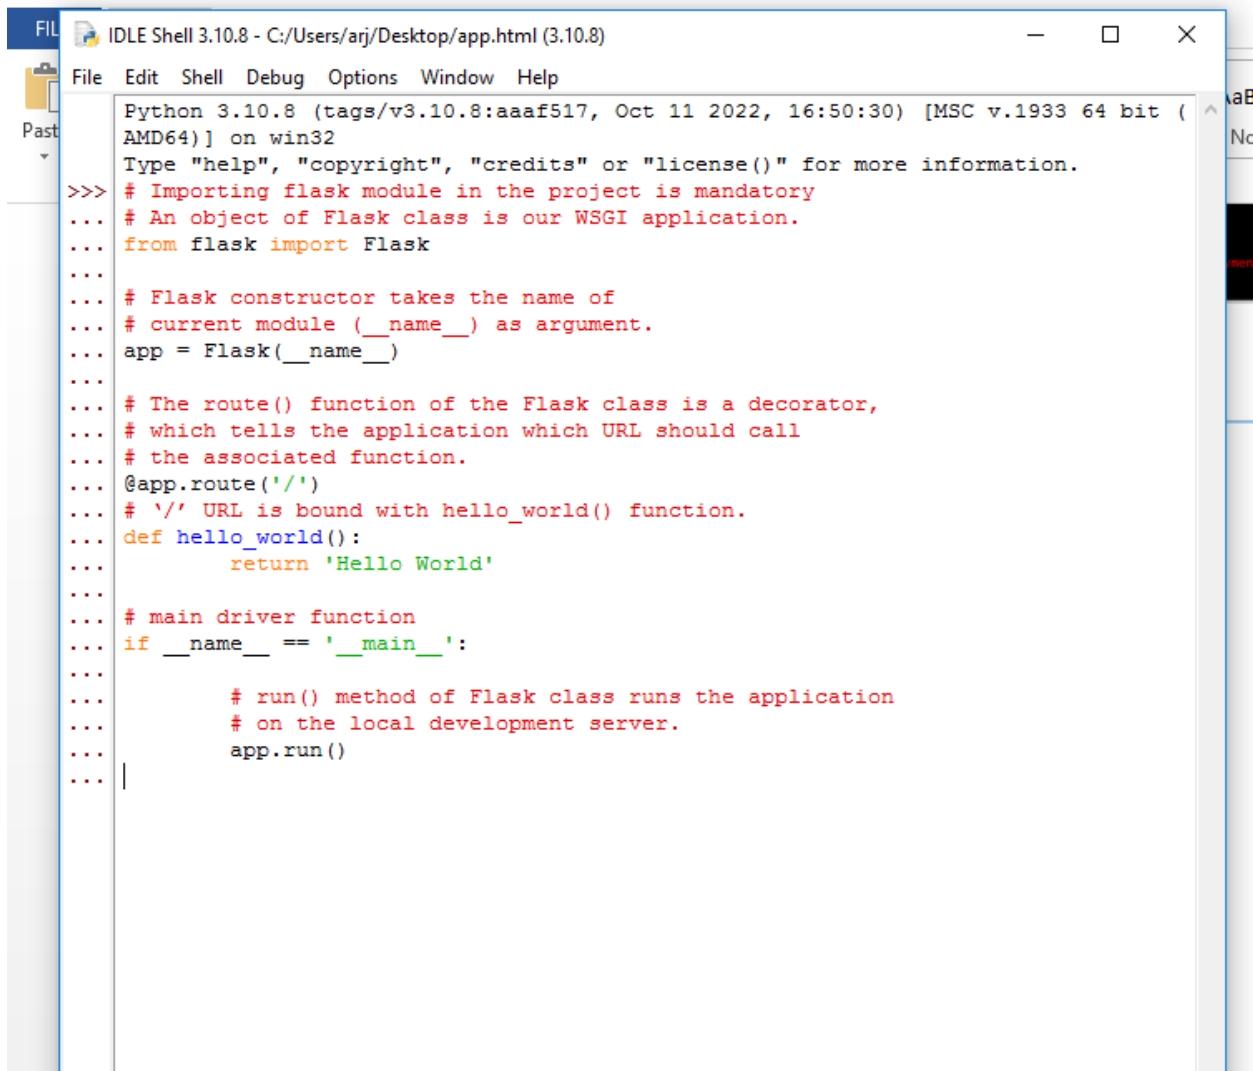 FIL
IDLE Shell 3.10.8 - C:/Users/arj/Desktop/app.html (3.10.8)
File Edit Shell Debug Options Window Help
Past
Python 3.10.8 (tags/v3.10.8:aaaf517, Oct 11 2022, 16:50:30) [MSC v.1933 64 bit (
AMD64)] on win32
Type "help", "copyright", "credits" or "license()" for more information.
>>> # Importing flask module in the project is mandatory
... # An object of Flask class is our WSGI application.
... from flask import Flask
...
... # Flask constructor takes the name of
... # current module (__name__) as argument.
... app = Flask(__name__)
...
... # The route() function of the Flask class is a decorator,
... # which tells the application which URL should call
... # the associated function.
... @app.route('/')
... # ‘/’ URL is bound with hello_world() function.
... def hello_world():
...         return 'Hello World'
...
... # main driver function
... if __name__ == '__main__':
...
...         # run() method of Flask class runs the application
...         # on the local development server.
...         app.run()
...
aB
No